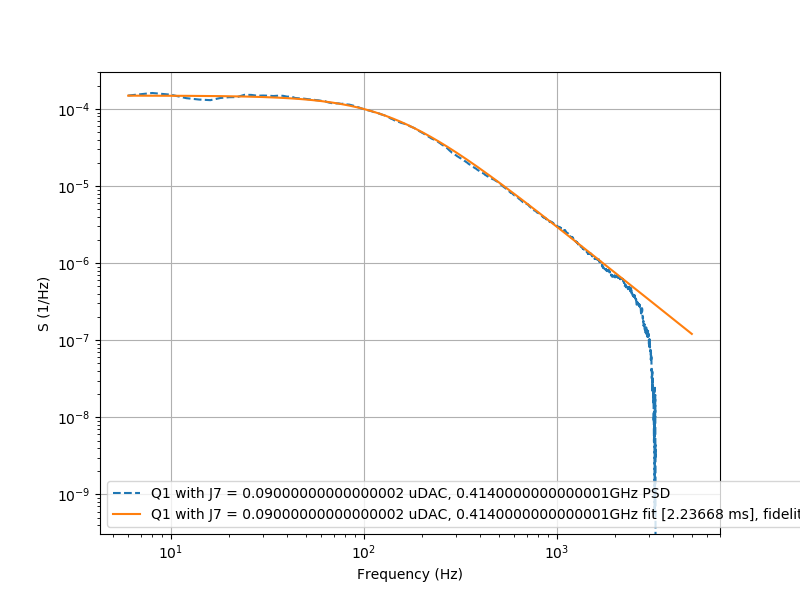 10⁻⁴
10⁻⁵
10⁻⁶
10⁻⁷
10⁻⁸
10⁻⁹
S (1/Hz)
Q1 with J7 = 0.09000000000000002 uDAC, 0.4140000000000001GHz PSD
Q1 with J7 = 0.09000000000000002 uDAC, 0.4140000000000001GHz fit [2.23668 ms], fidelit
10¹ 10² 10³
Frequency (Hz)